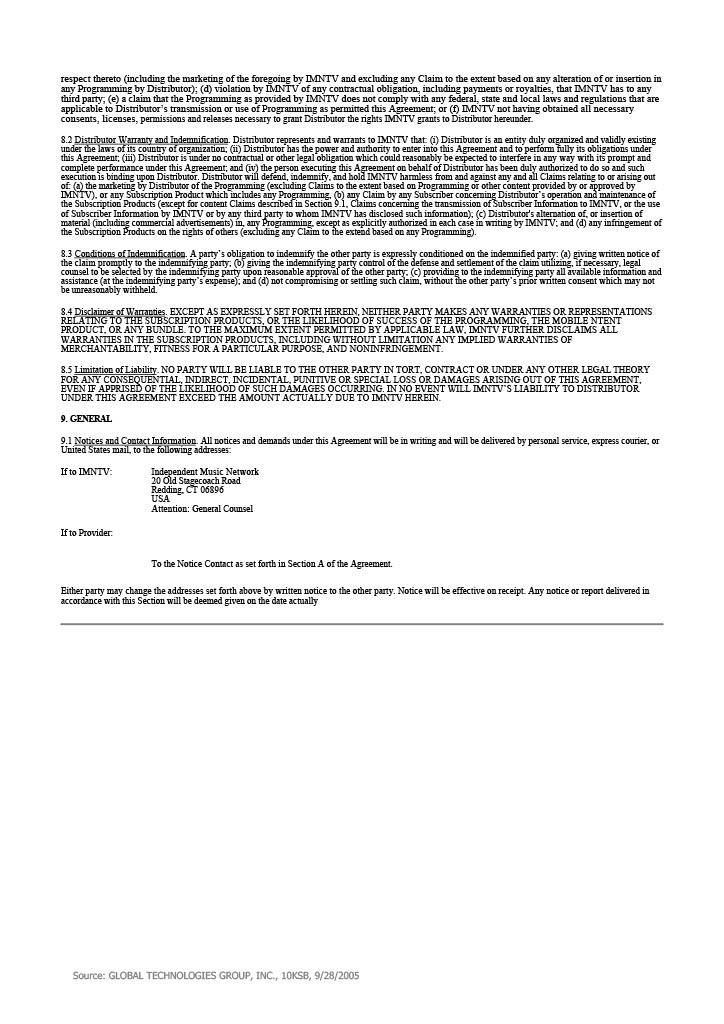 respect thereto (including the marketing of the foregoing by IMNTV and excluding any Claim to the extent based on any alteration of or insertion in
any Programming by Distributor); (d) violation by IMNTV of any contractual obligation, including payments or royalties, that IMNTV has to any
third party; (e) a claim that the Programming as provided by IMNTV does not comply with any federal, state and local laws and regulations that are
applicable to Distributor's transmission or use of Programming as permitted this Agreement; or (f) IMNTV not having obtained all necessary
consents, licenses, permissions and releases necessary to grant Distributor the rights IMNTV grants to Distributor hereunder.
8.2 Distributor Warranty and Indemnification. Distributor represents and warrants to IMNTV that: (i) Distributor is an entity duly organized and validly existing
under the laws of its country of organization; (ii) Distributor has the power and authority to enter into this Agreement and to perform fully its obligations under
this Agreement; (iii) Distributor is under no contractual or other legal obligation which could reasonably be expected to interfere in any way with its prompt and
complete performance under this Agreement; and (iv) the person executing this Agreement on behalf of Distributor has been duly authorized to do so and such
execution is binding upon Distributor. Distributor will defend, indemnify, and hold IMNTV harmless from and against any and all Claims relating to or arising out
of: (a) the marketing by Distributor of the Programming (excluding Claims to the extent based on Programming or other content provided by or approved by
IMNTV), or any Subscription Product which includes any Programming, (b) any Claim by any Subscriber concerning Distributor's operation and maintenance of
the Subscription Products (except for content Claims described in Section 9.1, Claims concerning the transmission of Subscriber Information to IMNTV, or the use
of Subscriber Information by IMNTV or by any third party to whom IMNTV has disclosed such information); (c) Distributor's alternation of, or insertion of
material (including commercial advertisements) in, any Programming, except as explicitly authorized in each case in writing by IMNTV; and (d) any infringement of
the Subscription Products on the rights of others (excluding any Claim to the extend based on any Programming).
8.3 Conditions of Indemnification. A party's obligation to indemnify the other party is expressly conditioned on the indemnified party: (a) giving written notice of
the claim promptly to the indemnifying party; (b) giving the indemnifying party control of the defense and settlement of the claim utilizing, if necessary, legal
counsel to be selected by the indemnifying party upon reasonable approval of the other party; (c) providing to the indemnifying party all available information and
assistance (at the indemnifying party's expense); and (d) not compromising or settling such claim, without the other party's prior written consent which may not
be unreasonably withheld.
8.4 Disclaimer of Warranties. EXCEPT AS EXPRESSLY SET FORTH HEREIN, NEITHER PARTY MAKES ANY WARRANTIES OR REPRESENTATIONS
RELATING TO THE SUBSCRIPTION PRODUCTS, OR THE LIKELIHOOD OF SUCCESS OF THE PROGRAMMING, THE MOBILE NTENT
PRODUCT, OR ANY BUNDLE. TO THE MAXIMUM EXTENT PERMITTED BY APPLICABLE LAW, IMNTV FURTHER DISCLAIMS ALL
WARRANTIES IN THE SUBSCRIPTION PRODUCTS, INCLUDING WITHOUT LIMITATION ANY IMPLIED WARRANTIES OF
MERCHANTABILITY, FITNESS FOR A PARTICULAR PURPOSE, AND NONINFRINGEMENT.
8.5 Limitation of Liability. NO PARTY WILL BE LIABLE TO THE OTHER PARTY IN TORT, CONTRACT OR UNDER ANY OTHER LEGAL THEORY
FOR ANY CONSEQUENTIAL, INDIRECT, INCIDENTAL, PUNITIVE OR SPECIAL LOSS OR DAMAGES ARISING OUT OF THIS AGREEMENT,
EVEN IF APPRISED OF THE LIKELIHOOD OF SUCH DAMAGES OCCURRING. IN NO EVENT WILL IMNTV'S LIABILITY TO DISTRIBUTOR
UNDER THIS AGREEMENT EXCEED THE AMOUNT ACTUALLY DUE TO IMNTV HEREIN.
9. GENERAL
9.1 Notices and Contact Information. All notices and demands under this Agreement will be in writing and will be delivered by personal service, express courier, or
United States mail, to the following addresses:
If to IMNTV: Independent Music Network
20 Old Stagecoach Road
Redding, CT 06896
USA
Attention: General Counsel
If to Provider:
To the Notice Contact as set forth in Section A of the Agreement.
Either party may change the addresses set forth above by written notice to the other party. Notice will be effective on receipt. Any notice or report delivered in
accordance with this Section will be deemed given on the date actually
Source: GLOBAL TECHNOLOGIES GROUP, INC., 10KSB, 9/28/2005